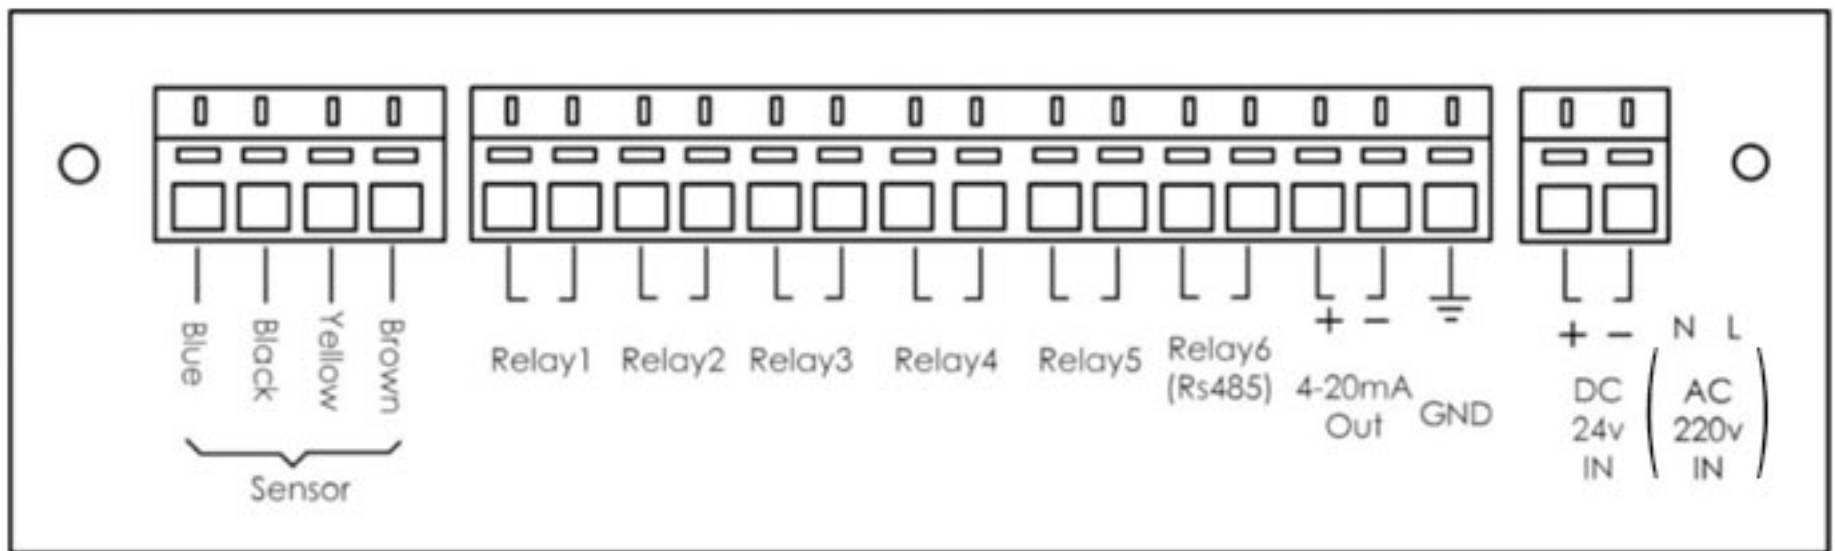 Blue
Black
Yellow
Brown
Sensor
Relay1
Relay2
Relay3
Relay4
Relay5
Relay6
(Rs485)
+ −
4-20mA
Out
GND
+ −
DC
24v
IN
N L
(AC
220v
IN)